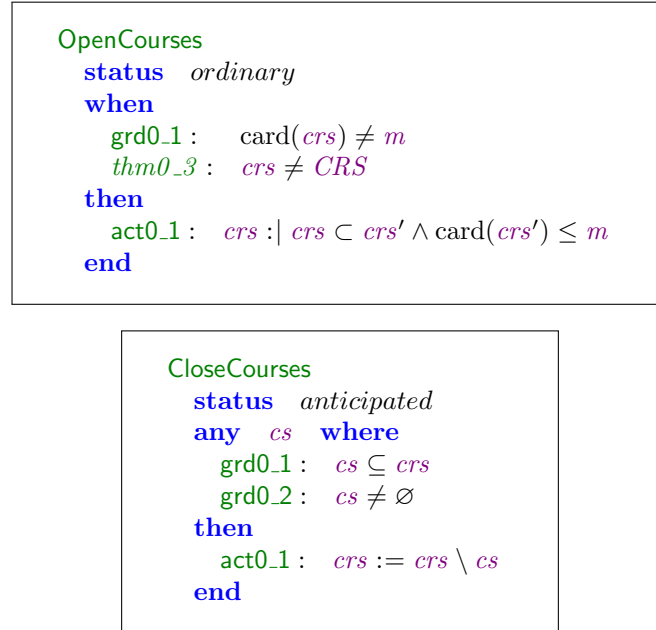 OpenCourses
status ordinary
when
grd0_1 : card(crs) ≠ m
thm0_3 : crs ≠ CRS
then
act0_1 : crs :| crs ⊂ crs′ ∧ card(crs′) ≤ m
end
CloseCourses
status anticipated
any cs where
grd0_1 : cs ⊆ crs
grd0_2 : cs ≠ ∅
then
act0_1 : crs := crs \ cs
end